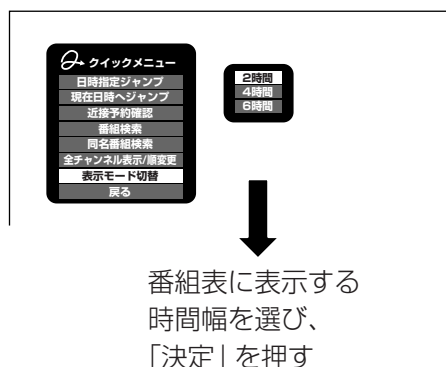 クイックメニュー
日時指定ジャンプ
現在日時へジャンプ
近接予約確認
番組検索
同名番組検索
全チャンネル表示/順変更
表示モード切替
戻る
2時間
4時間
6時間
番組表に表示する
時間幅を選び、
「決定」を押す